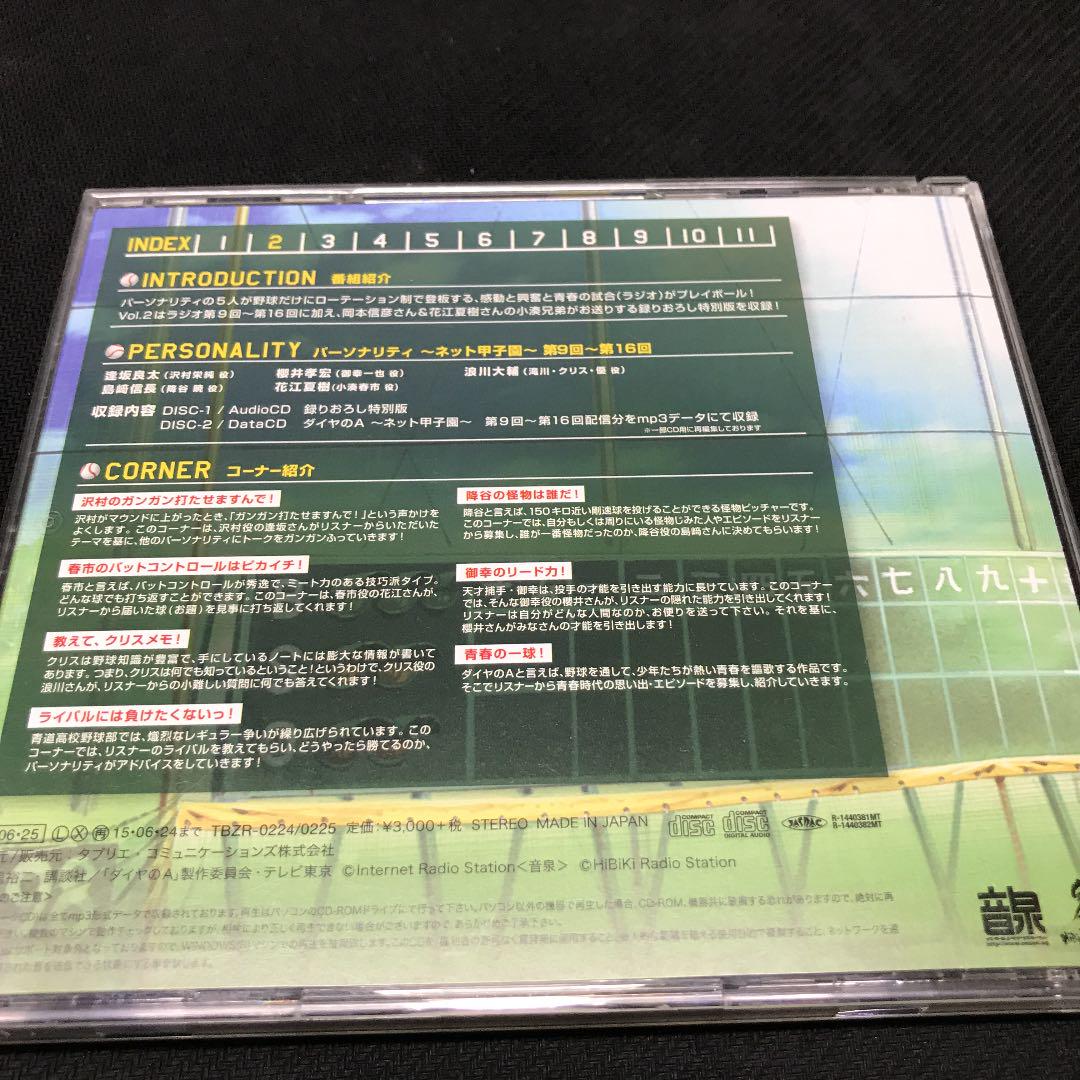 INDEX 1 2 3 4 5 6 7 8 9 10 11
INTRODUCTION 番組紹介
パーソナリティの5人が野球だけにローテーション制で登板する、感動と興奮と青春の試合(ラジオ)がプレイボール!
Vol.2はラジオ第9回～第16回に加え、岡本信彦さん&花江夏樹さんの小湊兄弟がお送りする録りおろし特別版を収録!
PERSONALITY パーソナリティ ～ネット甲子園～ 第9回～第16回
逢坂良太(沢村栄純 役) 櫻井孝宏(御幸一也 役) 浪川大輔(滝川・クリス・優 役)
島﨑信長(降谷 暁 役) 花江夏樹(小湊春市 役)
収録内容 DISC-1 / AudioCD 録りおろし特別版
DISC-2 / DataCD ダイヤのA ～ネット甲子園～ 第9回～第16回配信分をmp3データにて収録
※一部CD用に再編集しております
CORNER コーナー紹介
沢村のガンガン打たせますんで!
沢村がマウンドに上がったとき、「ガンガン打たせますんで!」という声かけを
よくします。このコーナーは、沢村役の逢坂さんがリスナーからいただいた
テーマを基に、他のパーソナリティにトークをガンガンふっていきます!
春市のバットコントロールはピカイチ!
春市と言えば、バットコントロールが秀逸で、ミート力のある技巧派タイプ。
どんな球でも打ち返すことができます。このコーナーは、春市役の花江さんが、
リスナーから届いた球(お題)を見事に打ち返してくれます!
教えて、クリスメモ!
クリスは野球知識が豊富で、手にしているノートには膨大な情報が書いて
あります。つまり、クリスは何でも知っているということ!というわけで、クリス役の
浪川さんが、リスナーからの小難しい質問に何でも答えてくれます!
ライバルには負けたくないっ!
青道高校野球部では、熾烈なレギュラー争いが繰り広げられています。この
コーナーでは、リスナーのライバルを教えてもらい、どうやったら勝てるのか、
パーソナリティがアドバイスをしていきます!
降谷の怪物は誰だ!
降谷と言えば、150キロ近い剛速球を投げることができる怪物ピッチャーです。
このコーナーでは、自分もしくは周りにいる怪物じみた人やエピソードをリスナー
から募集し、誰が一番怪物だったのか、降谷役の島﨑さんに決めてもらいます!
御幸のリード力!
天才捕手・御幸は、投手の才能を引き出す能力に長けています。このコーナー
では、そんな御幸役の櫻井さんが、リスナーの隠れた能力を引き出してくれます!
リスナーは自分がどんな人間なのか、お便りを送って下さい。それを基に、
櫻井さんがみなさんの才能を引き出します!
青春の一球!
ダイヤのAと言えば、野球を通して、少年たちが熱い青春を謳歌する作品です。
そこでリスナーから青春時代の思い出・エピソードを募集し、紹介していきます。
六 七 八 九 十
06・25 Ⓛ Ⓧ ㊞ 15・06・24まで TBZR-0224/0225 定価:¥3,000+税 STEREO MADE IN JAPAN
COMPACT disc COMPACT disc DIGITAL AUDIO JASRAC R-1440381MT
R-1440382MT
元/販売元:タブリエ・コミュニケーションズ株式会社
裕二・講談社/「ダイヤのA」製作委員会・テレビ東京 ©Internet Radio Station<音泉> ©HiBiKi Radio Station
のご注意>
音泉